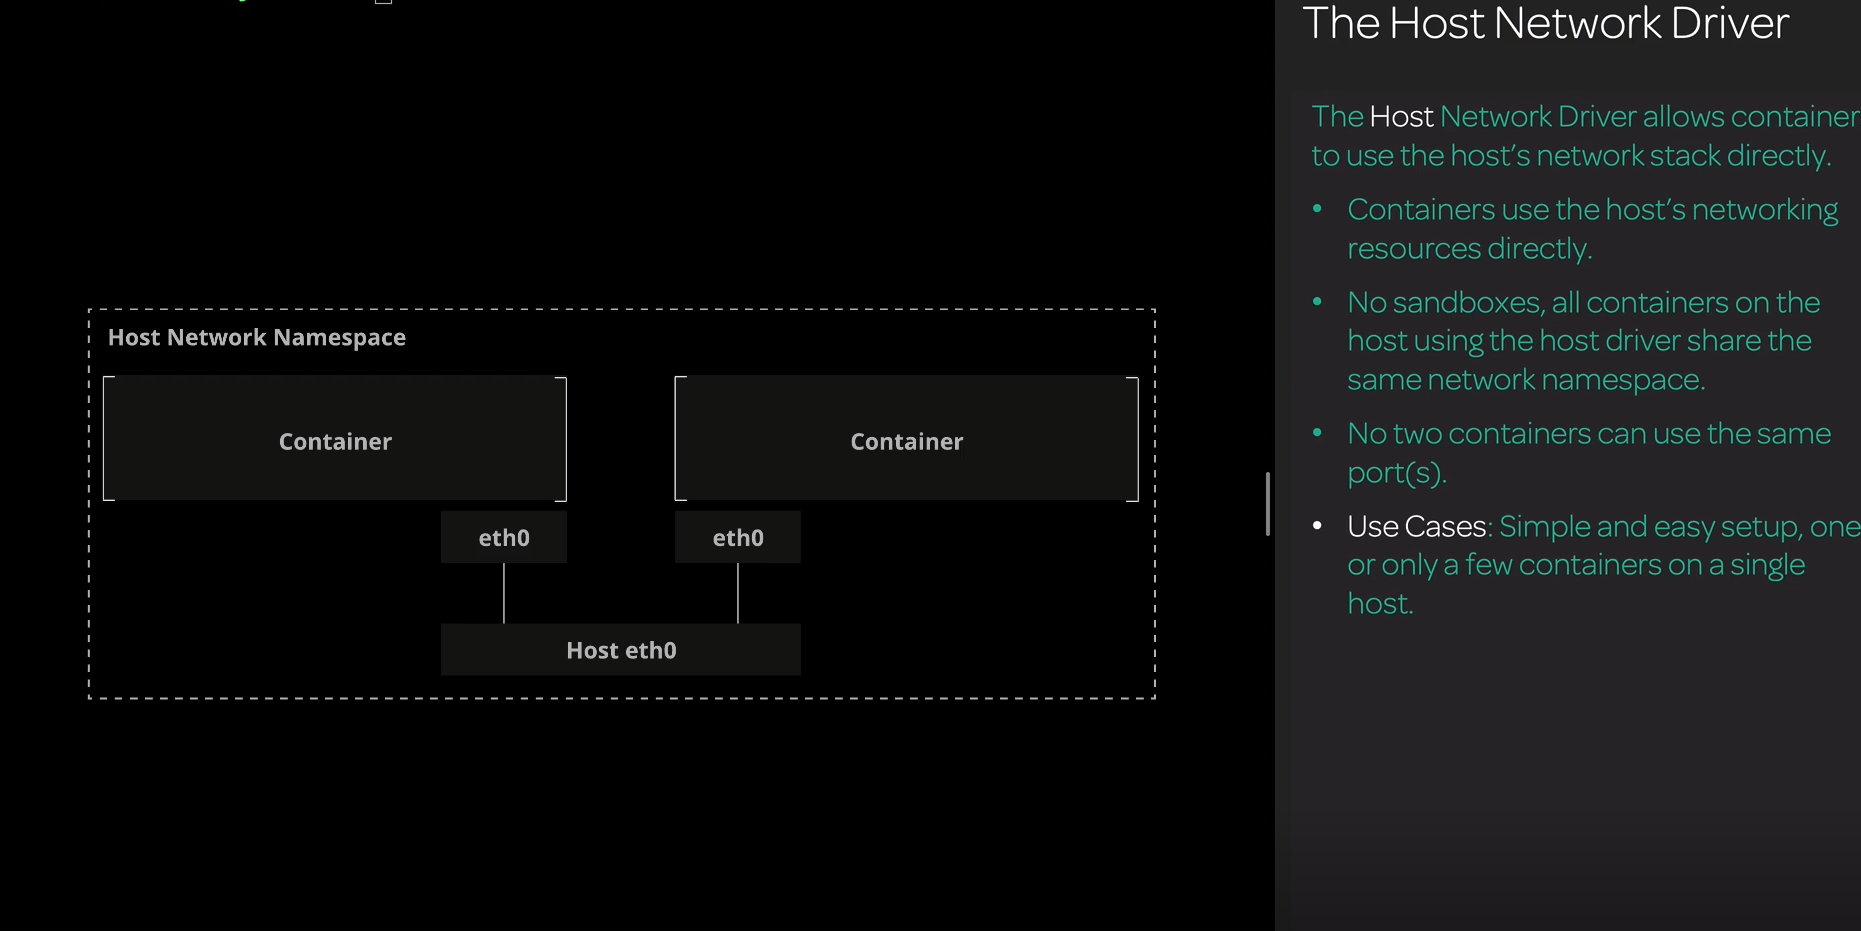 The Host Network Driver
The Host Network Driver allows container
to use the host's network stack directly.
• Containers use the host's networking
resources directly.
• No sandboxes, all containers on the
host using the host driver share the
same network namespace.
• No two containers can use the same
port(s).
• Use Cases: Simple and easy setup, one
or only a few containers on a single
host.
Host Network Namespace
Container
Container
eth0
eth0
Host eth0